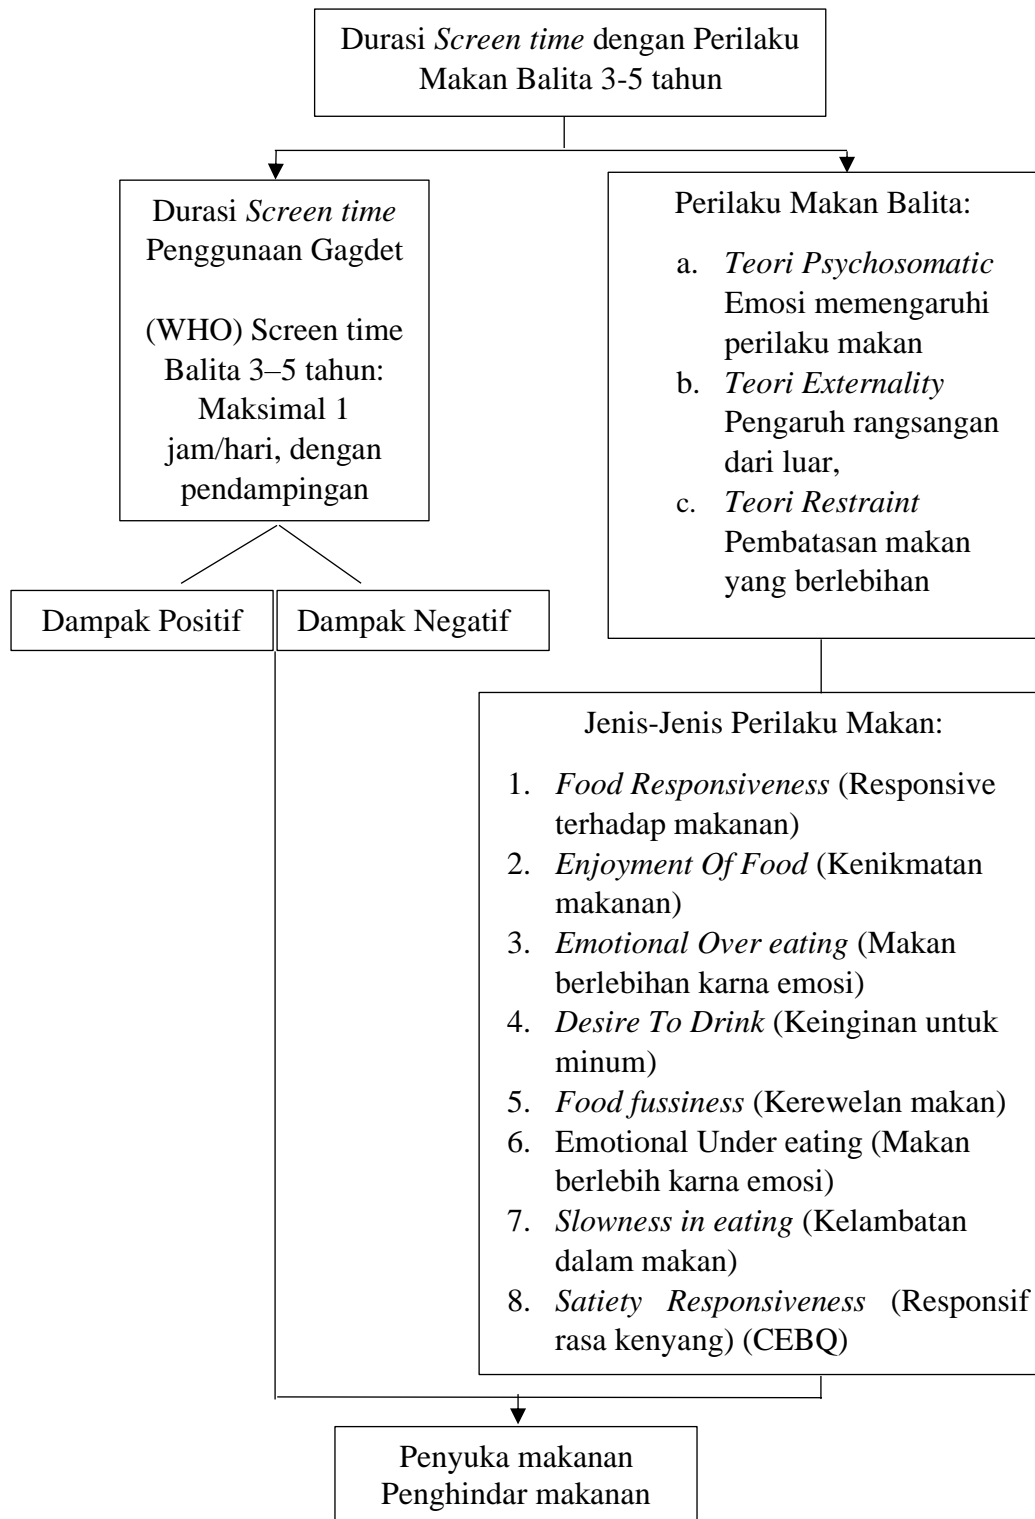 Durasi Screen time dengan Perilaku
Makan Balita 3-5 tahun
Durasi Screen time
Penggunaan Gagdet
(WHO) Screen time
Balita 3–5 tahun:
Maksimal 1
jam/hari, dengan
pendampingan
Perilaku Makan Balita:
a. Teori Psychosomatic
Emosi memengaruhi
perilaku makan
b. Teori Externality
Pengaruh rangsangan
dari luar,
c. Teori Restraint
Pembatasan makan
yang berlebihan
Dampak Positif
Dampak Negatif
Jenis-Jenis Perilaku Makan:
1. Food Responsiveness (Responsive
terhadap makanan)
2. Enjoyment Of Food (Kenikmatan
makanan)
3. Emotional Over eating (Makan
berlebihan karna emosi)
4. Desire To Drink (Keinginan untuk
minum)
5. Food fussiness (Kerewelan makan)
6. Emotional Under eating (Makan
berlebih karna emosi)
7. Slowness in eating (Kelambatan
dalam makan)
8. Satiety Responsiveness (Responsif
rasa kenyang) (CEBQ)
Penyuka makanan
Penghindar makanan